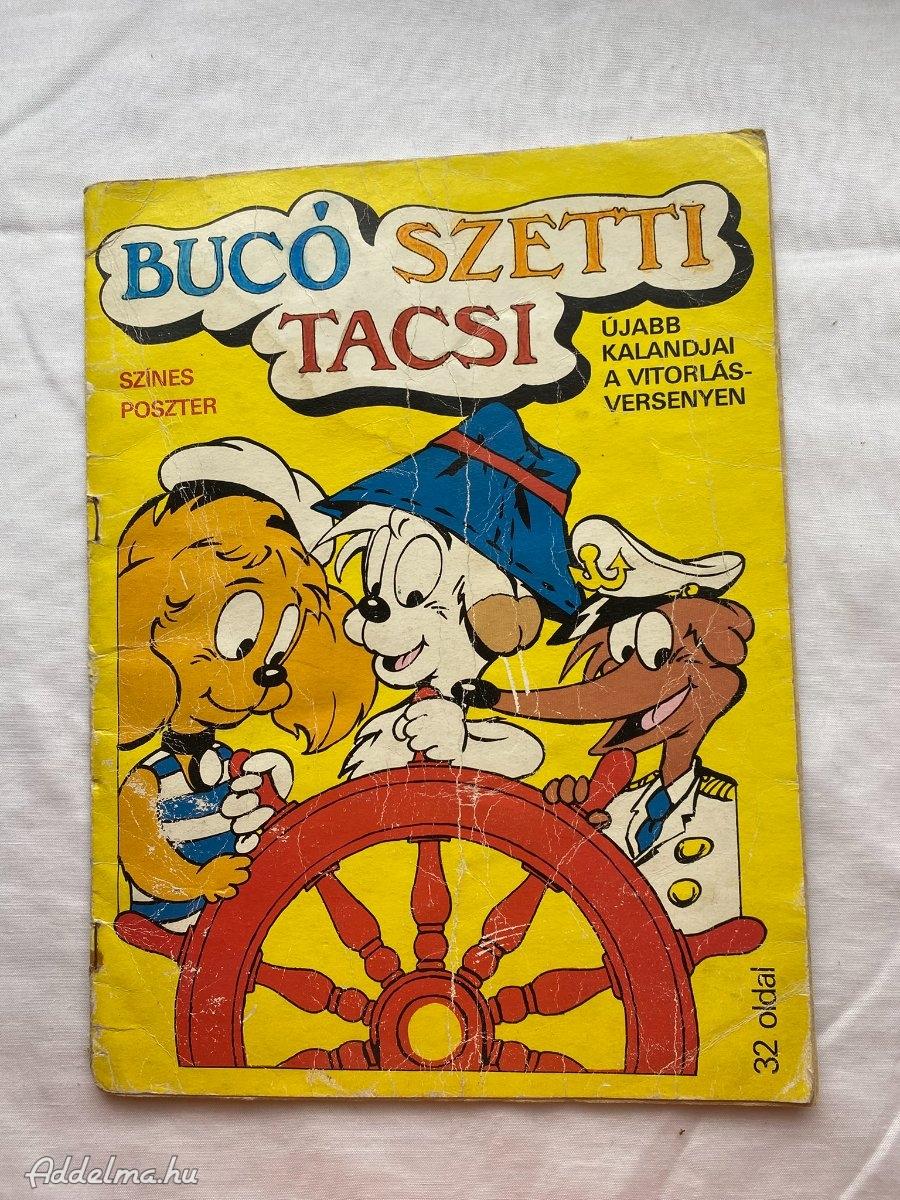 BUCÓ SZETTI
TACSI
ÚJABB
KALANDJAI
A VITORLÁS-
VERSENYEN
SZÍNES
POSZTER
32 oldal
Addelma.hu